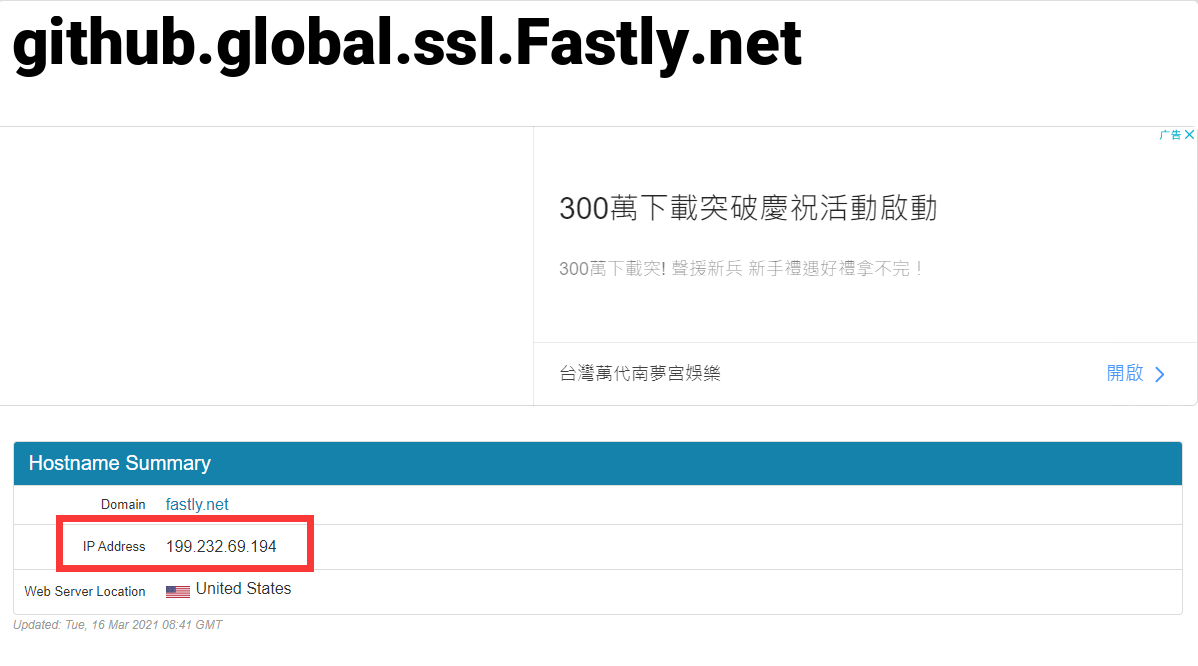 github.global.ssl.Fastly.net
广告
300萬下載突破慶祝活動啟動
300萬下載突! 聲援新兵 新手禮遇好禮拿不完！
台灣萬代南夢宮娛樂
開啟
Hostname Summary
Domain fastly.net
IP Address 199.232.69.194
Web Server Location United States
Updated: Tue, 16 Mar 2021 08:41 GMT